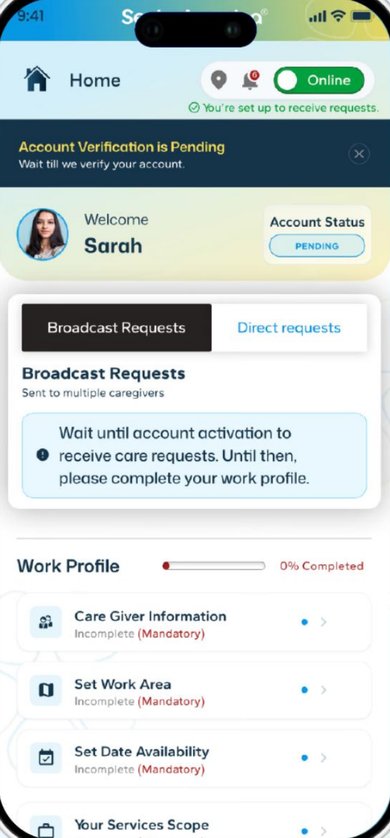 9:41
Home
6
Online
You're set up to receive requests.
Account Verification is Pending
Wait till we verify your account.
Welcome
Sarah
Account Status
PENDING
Broadcast Requests
Direct requests
Broadcast Requests
Sent to multiple caregivers
Wait until account activation to
receive care requests. Until then,
please complete your work profile.
Work Profile
0% Completed
Care Giver Information
Incomplete (Mandatory)
Set Work Area
Incomplete (Mandatory)
Set Date Availability
Incomplete (Mandatory)
Your Services Scope